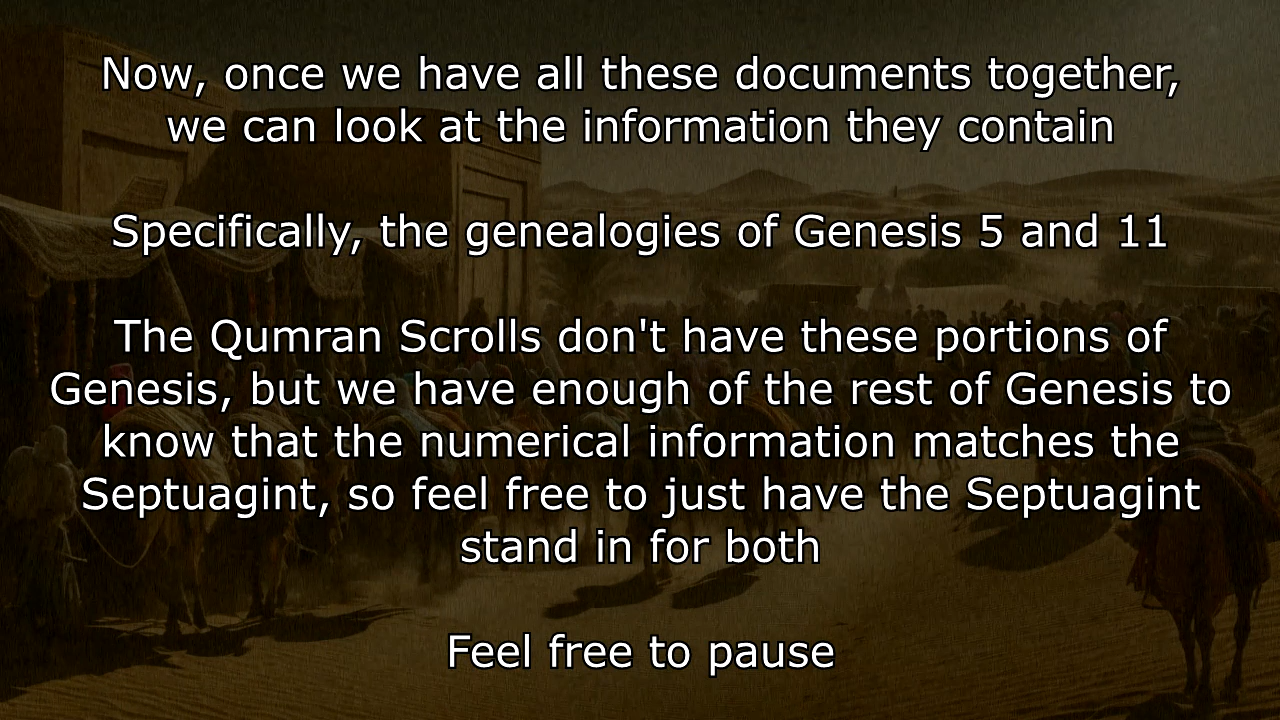 Now, once we have all these documents together,
we can look at the information they contain
Specifically, the genealogies of Genesis 5 and 11
The Qumran Scrolls don't have these portions of
Genesis, but we have enough of the rest of Genesis to
know that the numerical information matches the
Septuagint, so feel free to just have the Septuagint
stand in for both
Feel free to pause